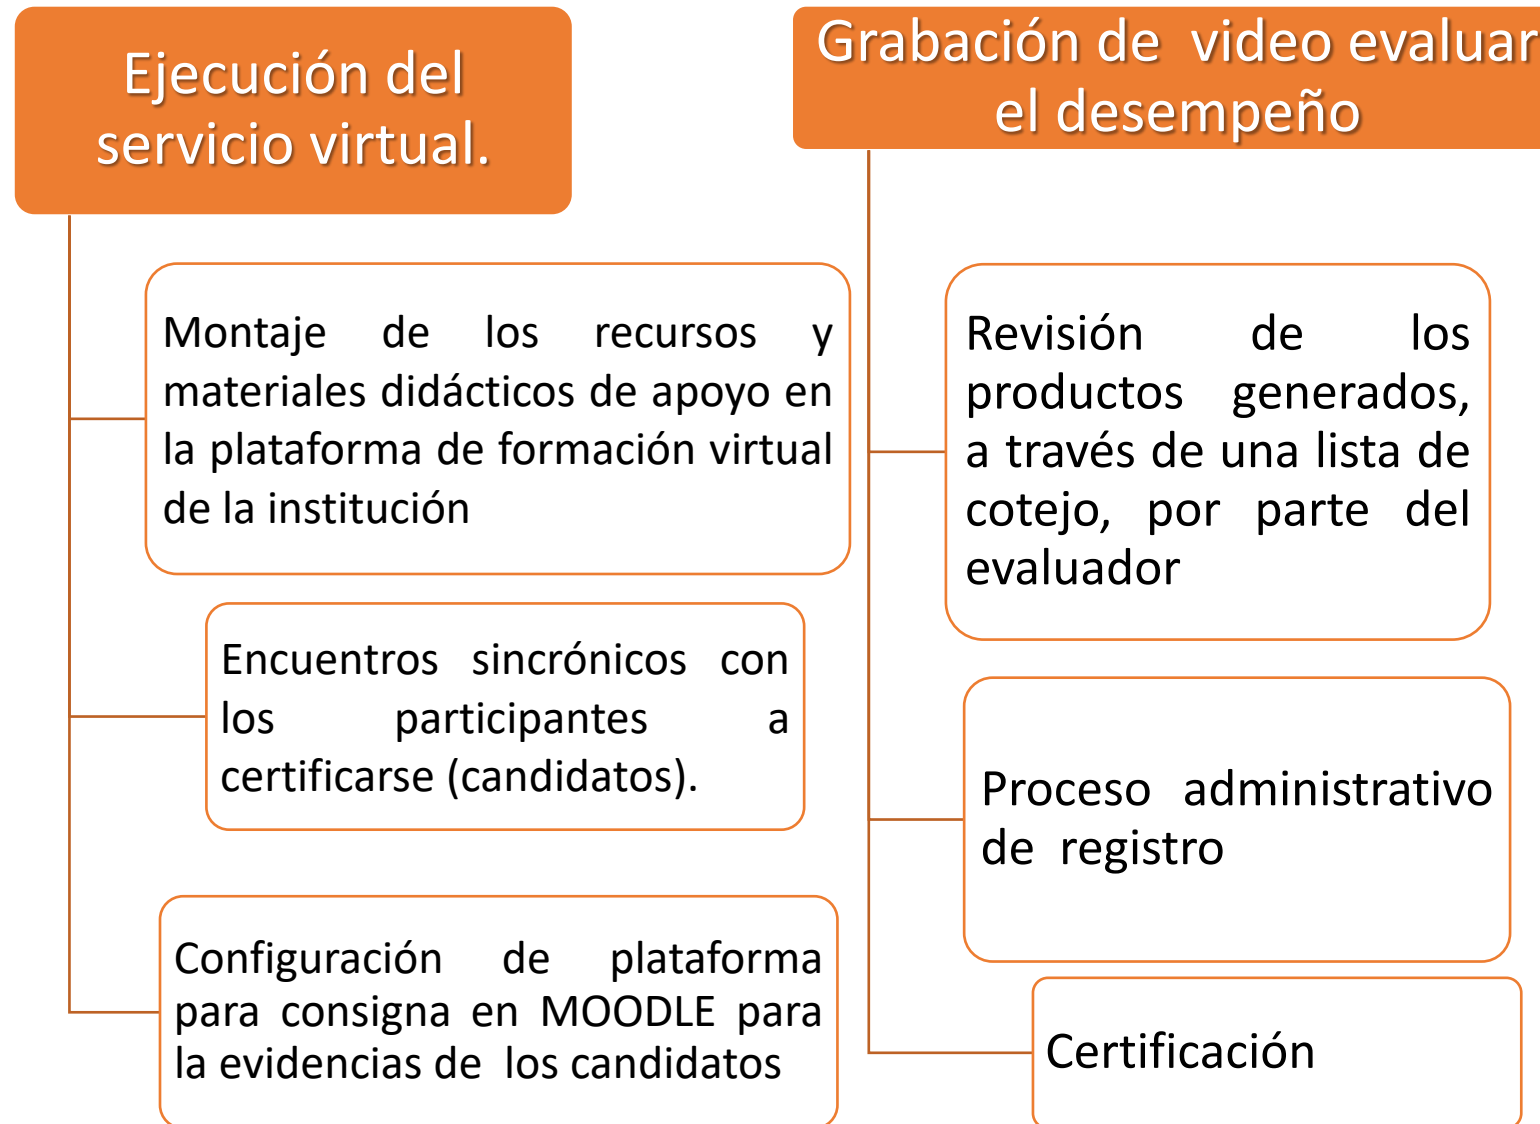 Ejecución del
servicio virtual.
Montaje de los recursos y
materiales didácticos de apoyo en
la plataforma de formación virtual
de la institución
Encuentros sincrónicos con
los participantes a
certificarse (candidatos).
Configuración de plataforma
para consigna en MOODLE para
la evidencias de los candidatos
Grabación de video evaluar
el desempeño
Revisión de los
productos generados,
a través de una lista de
cotejo, por parte del
evaluador
Proceso administrativo
de registro
Certificación